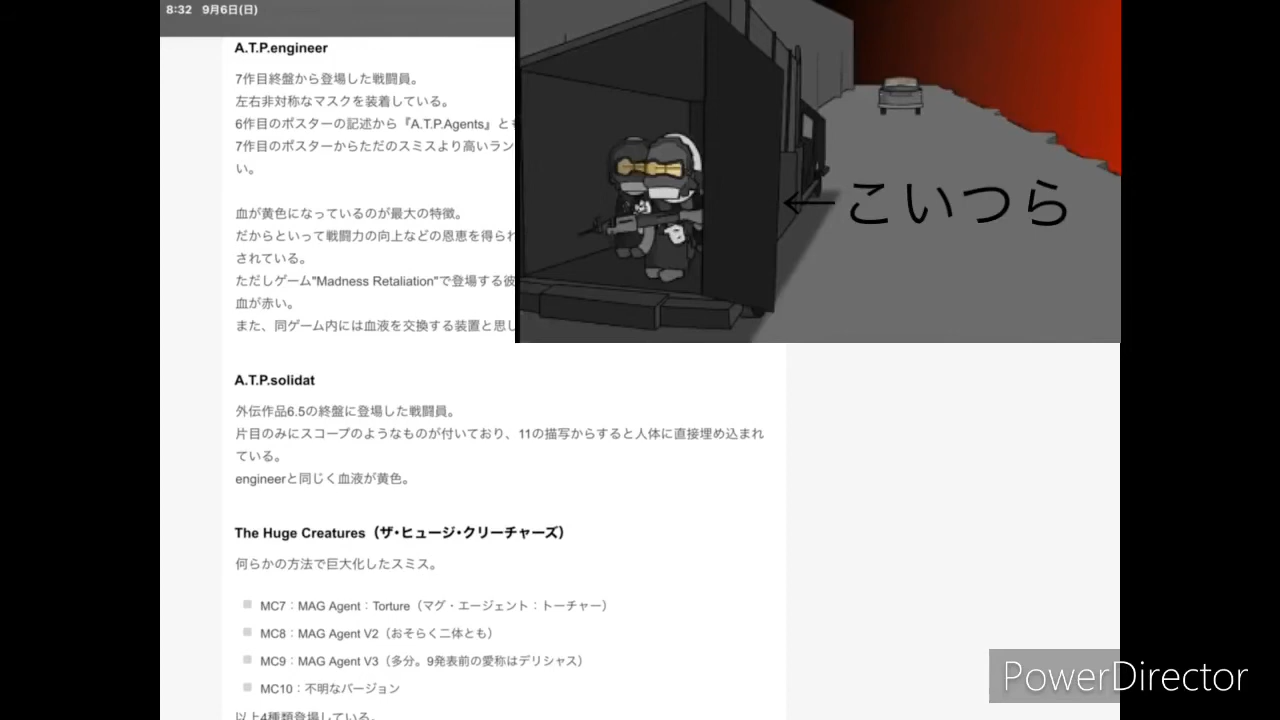 8:32 9月6日(日)
A.T.P.engineer
7作目終盤から登場した戦闘員。
左右非対称なマスクを装着している。
6作目のポスターの記述から『A.T.P.Agents』と
7作目のポスターからただのスミスより高いラン
い。
血が黄色になっているのが最大の特徴。
だからといって戦闘力の向上などの恩恵を得られ
されている。
ただしゲーム"Madness Retaliation"で登場する彼
血が赤い。
また、同ゲーム内には血液を交換する装置と思し
←こいつら
A.T.P.solidat
外伝作品6.5の終盤に登場した戦闘員。
片目のみにスコープのようなものが付いており、11の描写からすると人体に直接埋め込まれ
ている。
engineerと同じく血液が黄色。
The Huge Creatures（ザ・ヒュージ・クリーチャーズ）
何らかの方法で巨大化したスミス。
MC7：MAG Agent：Torture（マグ・エージェント：トーチャー）
MC8：MAG Agent V2（おそらく二体とも）
MC9：MAG Agent V3（多分。9発表前の愛称はデリシャス）
MC10：不明なバージョン
以上4種類登場している。
PowerDirector